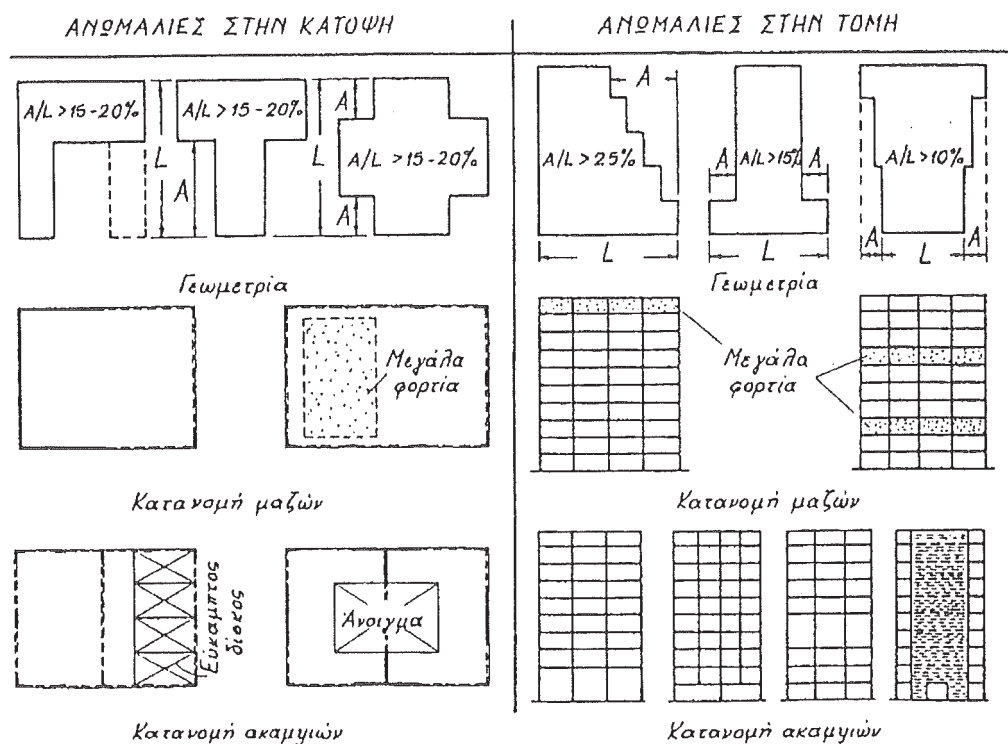 ΑΝΩΜΑΛΙΕΣ ΣΤΗΝ ΚΑΤΟΨΗ
A/L > 15-20%
L
A/L > 15-20%
A
L
A
A/L > 15-20%
A
Γεωμετρία
Μεγάλα
φορτία
Κατανομή μαζών
Εύκαμπτος
δίσκος
Άνοιγμα
Κατανομή ακαμψιών
ΑΝΩΜΑΛΙΕΣ ΣΤΗΝ ΤΟΜΗ
A
A/L > 25%
L
A
A/L > 15%
A
L
A/L > 10%
A
L
A
Γεωμετρία
Μεγάλα
φορτία
Κατανομή μαζών
Κατανομή ακαμψιών